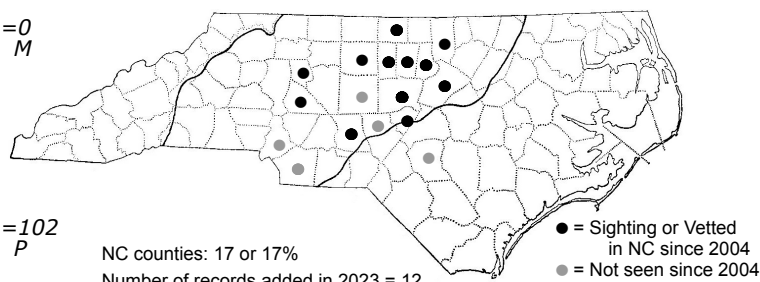 =0
M
=102
P
NC counties: 17 or 17%
Number of records added in 2023 = 12
● = Sighting or Vetted
in NC since 2004
● = Not seen since 2004